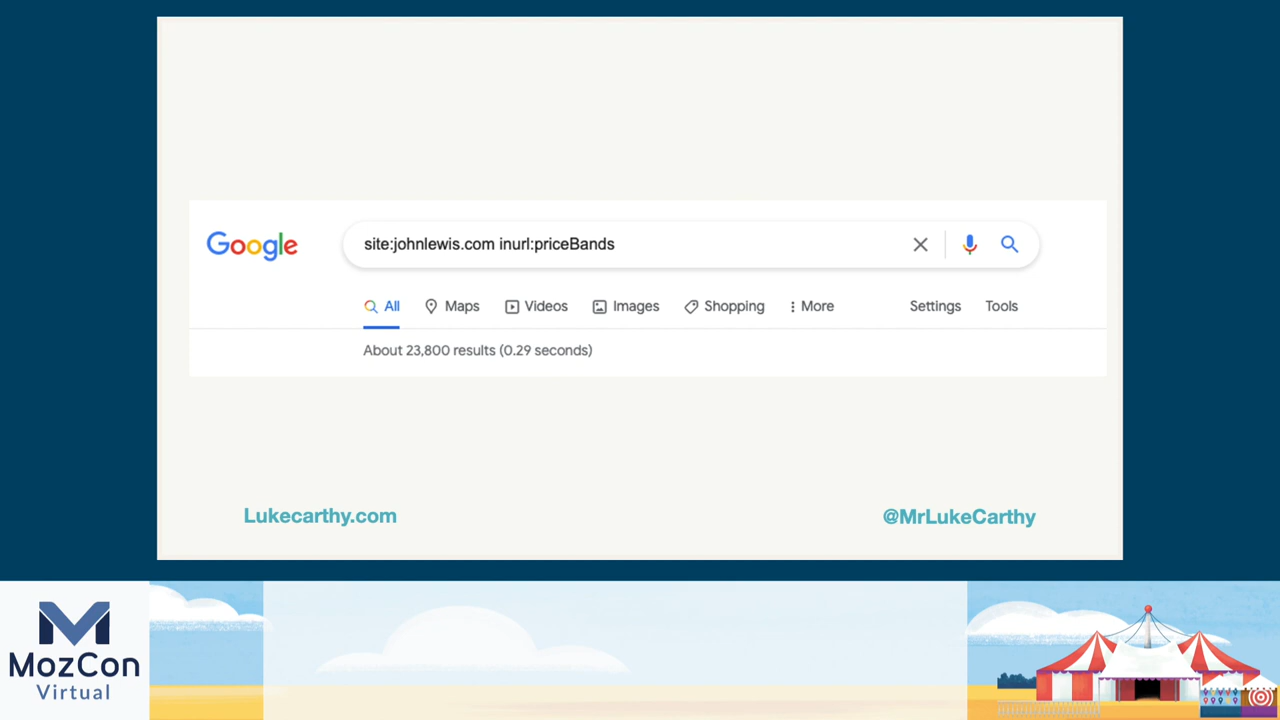 Google
site:johnlewis.com inurl:priceBands
All Maps Videos Images Shopping More Settings Tools
About 23,800 results (0.29 seconds)
Lukecarthy.com @MrLukeCarthy
MozCon
Virtual